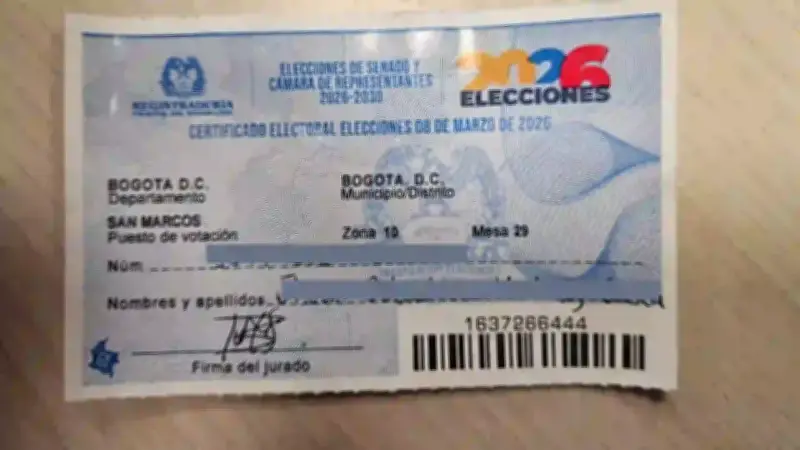 REGISTRADURÍA
ELECCIONES DE SENADO Y
CÁMARA DE REPRESENTANTES
2026-2030
2026
ELECCIONES
CERTIFICADO ELECTORAL ELECCIONES 08 DE MARZO DE 2026
BOGOTA D.C. BOGOTA. D.C.
Departamento Municipio/Distrito
SAN MARCOS
Puesto de votación Zona 10 Mesa 29
Núm.
Nombres y apellidos
1637266444
Firma del jurado